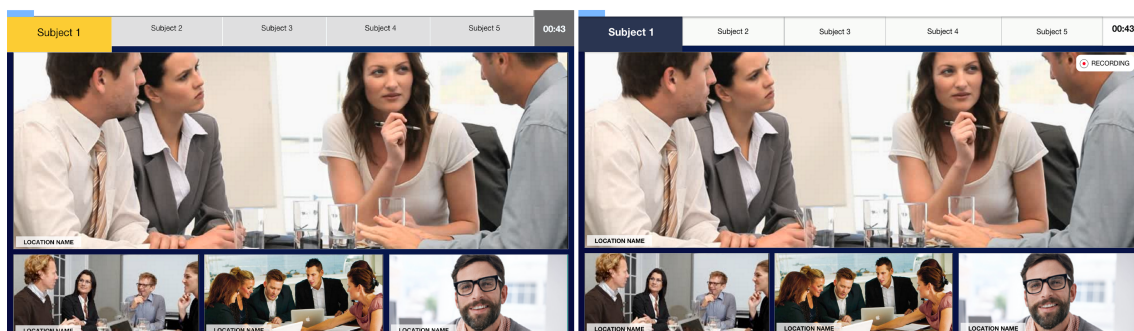 Subject 1 Subject 2 Subject 3 Subject 4 Subject 5 00:43
LOCATION NAME
LOCATION NAME LOCATION NAME LOCATION NAME
Subject 1 Subject 2 Subject 3 Subject 4 Subject 5 00:43
RECORDING
LOCATION NAME
LOCATION NAME LOCATION NAME LOCATION NAME